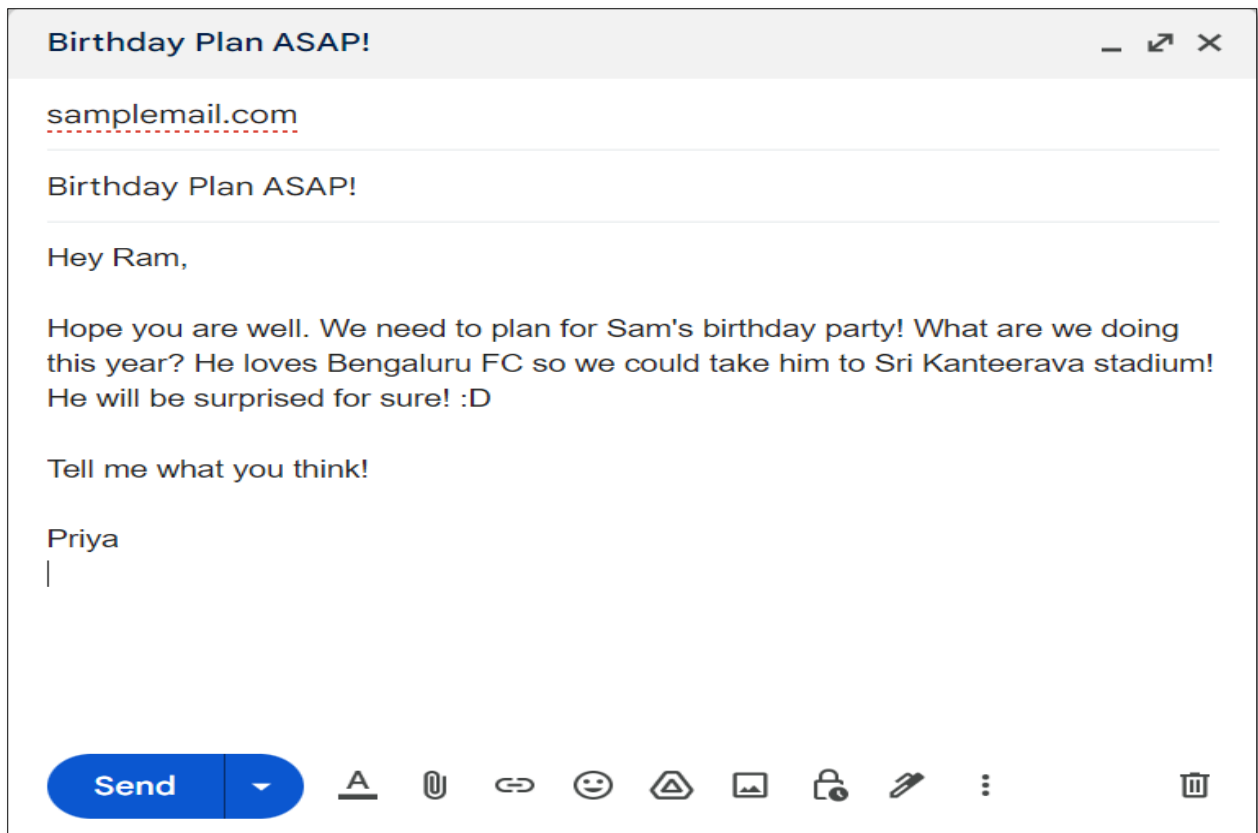 Birthday Plan ASAP!
samplemail.com
Birthday Plan ASAP!
Hey Ram,
Hope you are well. We need to plan for Sam's birthday party! What are we doing
this year? He loves Bengaluru FC so we could take him to Sri Kanteerava stadium!
He will be surprised for sure! :D
Tell me what you think!
Priya
Send